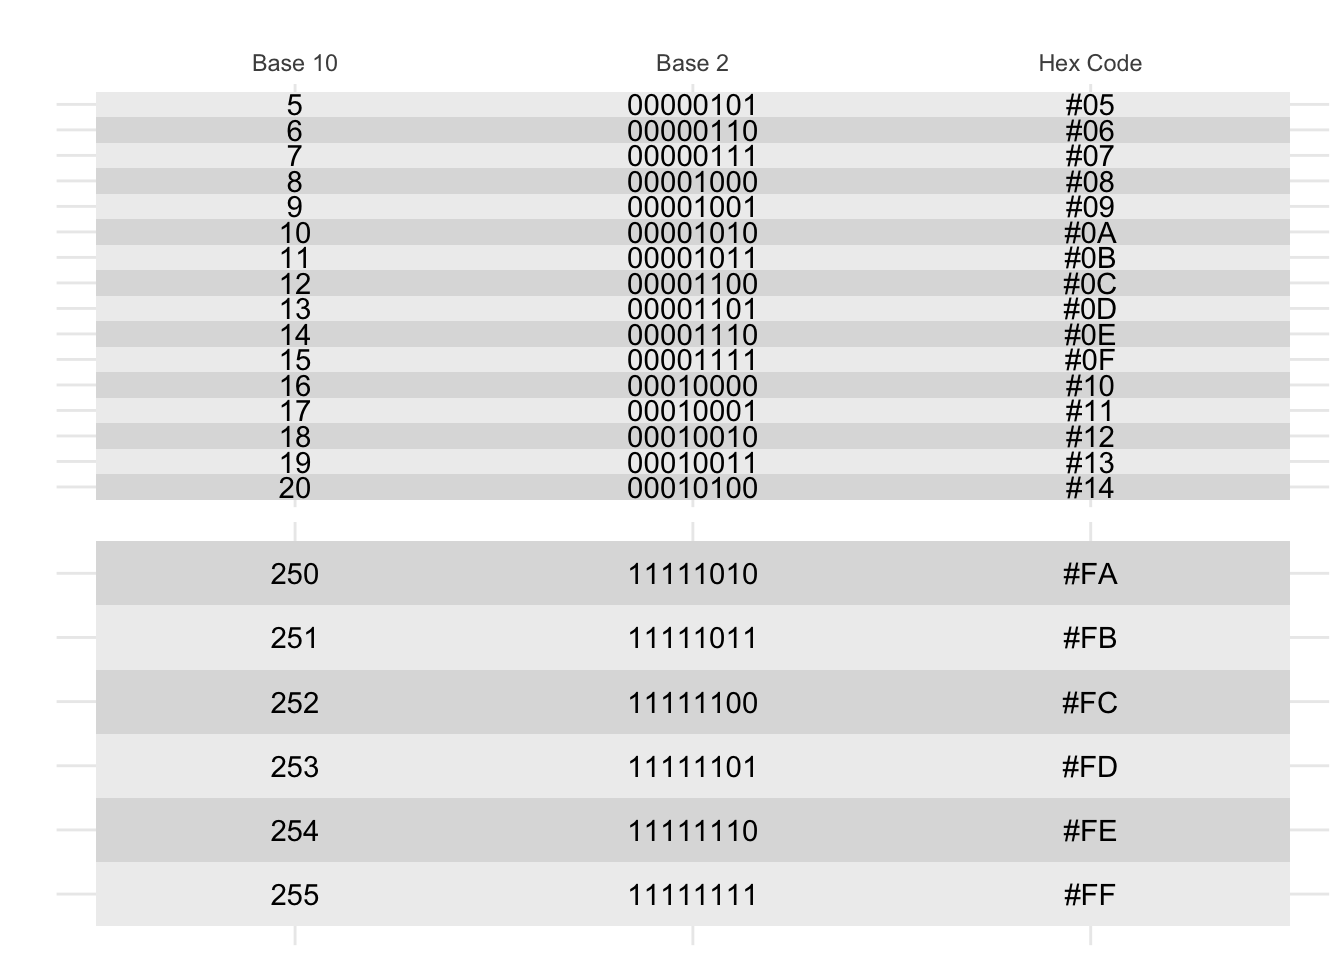 Base 10 Base 2 Hex Code
5 00000101 #05
6 00000110 #06
7 00000111 #07
8 00001000 #08
9 00001001 #09
10 00001010 #0A
11 00001011 #0B
12 00001100 #0C
13 00001101 #0D
14 00001110 #0E
15 00001111 #0F
16 00010000 #10
17 00010001 #11
18 00010010 #12
19 00010011 #13
20 00010100 #14
250 11111010 #FA
251 11111011 #FB
252 11111100 #FC
253 11111101 #FD
254 11111110 #FE
255 11111111 #FF